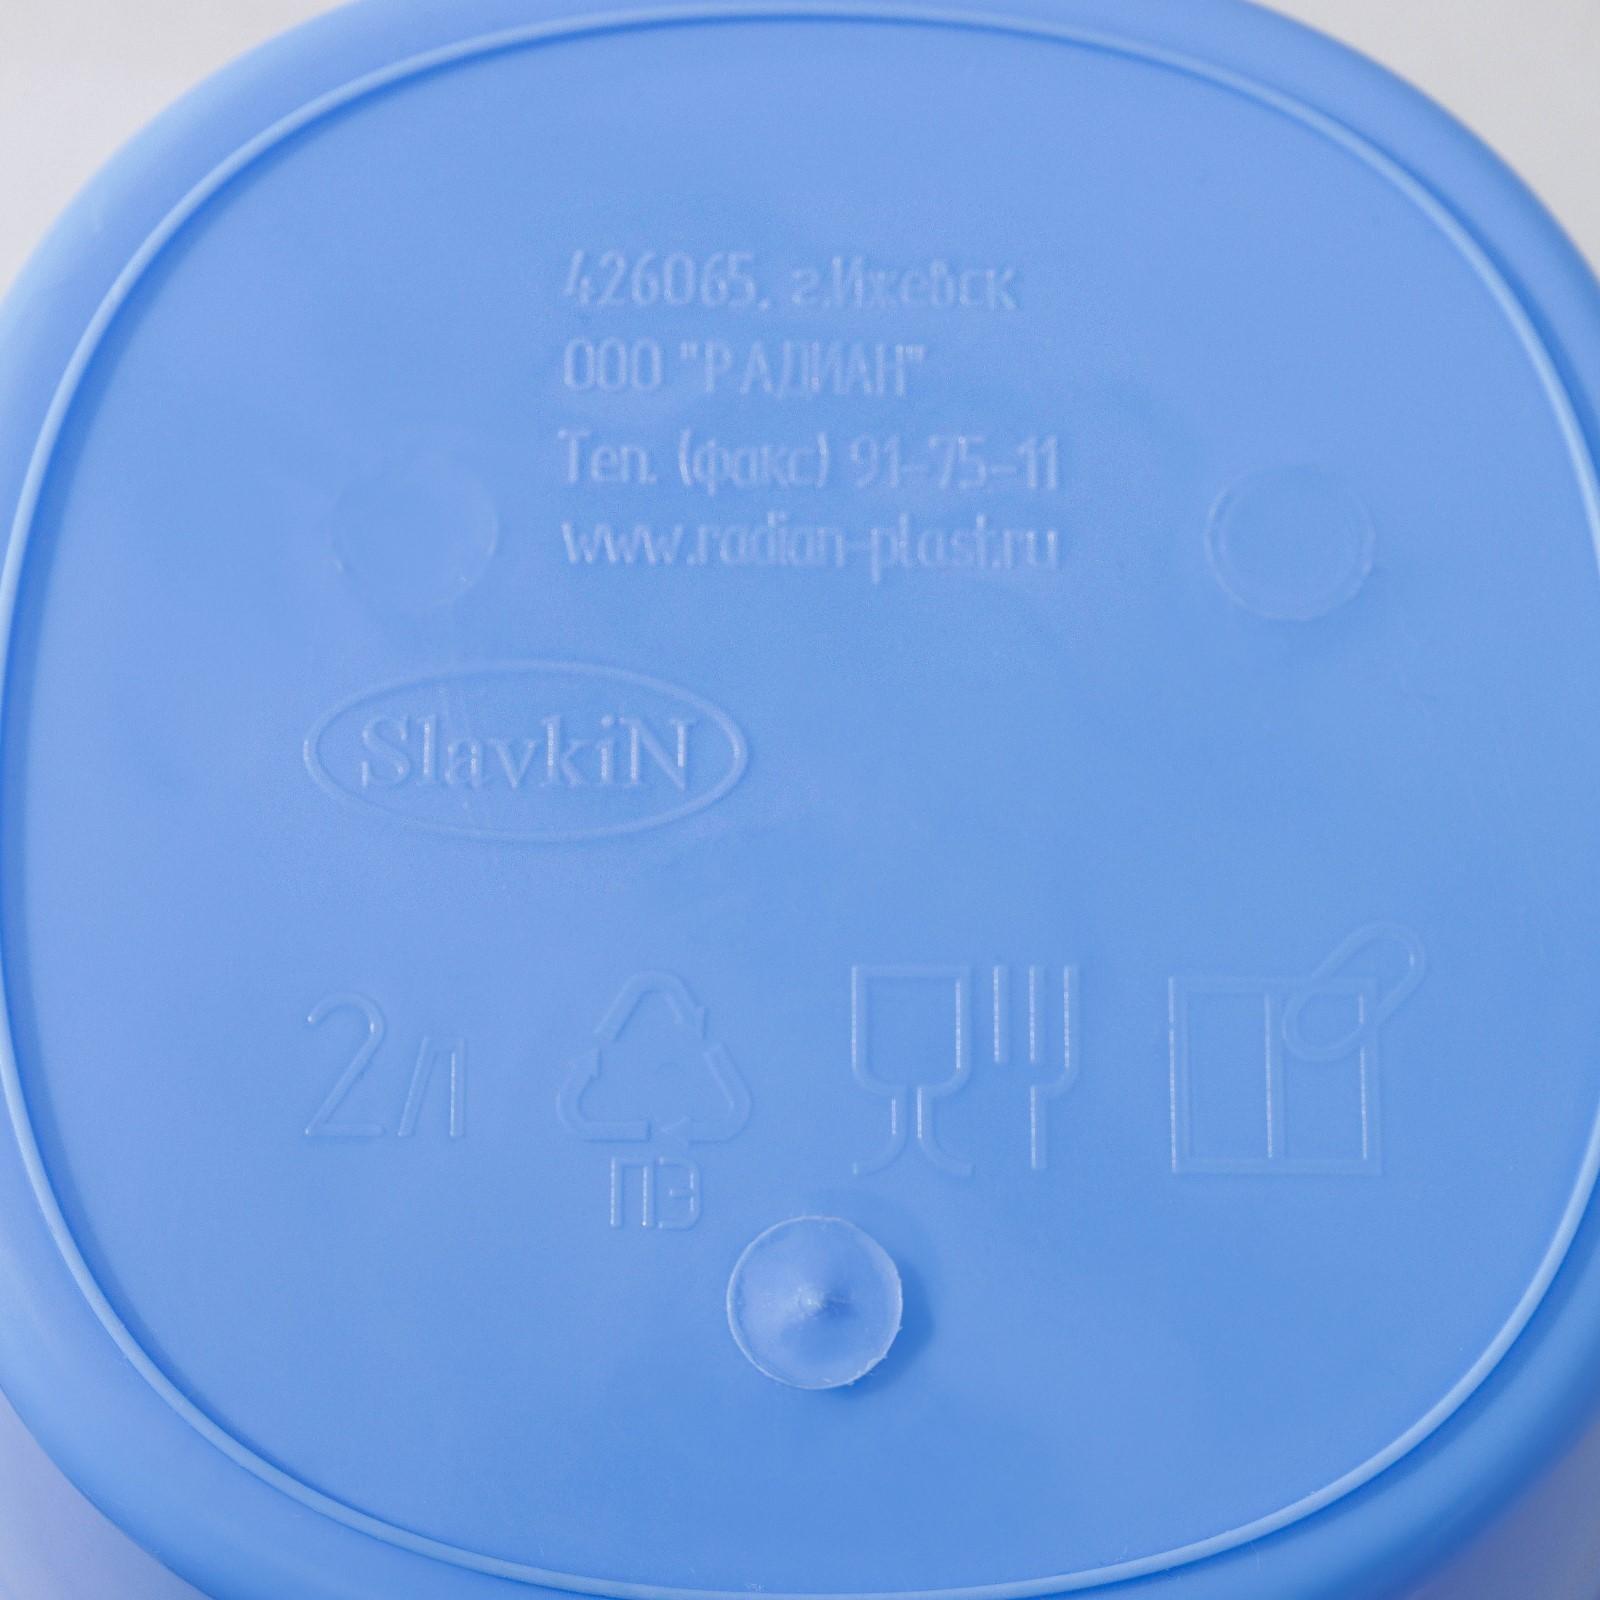 426065, г.Ижевск
ООО "РАДИАН"
Тел. (факс) 91-75-11
www.radian-plast.ru
SlavkiN
2л
ПЭ